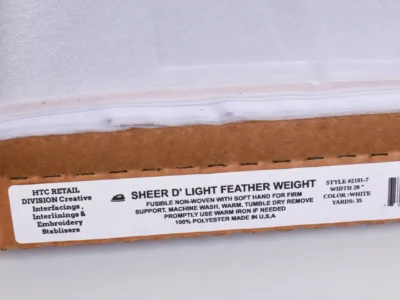 HTC RETAIL
DIVISION Creative
Interfacings,
Interlinings &
Embroidery
Stablisers
SHEER D' LIGHT FEATHER WEIGHT
FUSIBLE NON-WOVEN WITH SOFT HAND FOR FIRM
SUPPORT. MACHINE WASH, WARM. TUMBLE DRY REMOVE
PROMPTLY USE WARM IRON IF NEEDED
100% POLYESTER MADE IN U.S.A
STYLE #2101-7
WIDTH 20 "
COLOR :WHITE
YARDS: 35